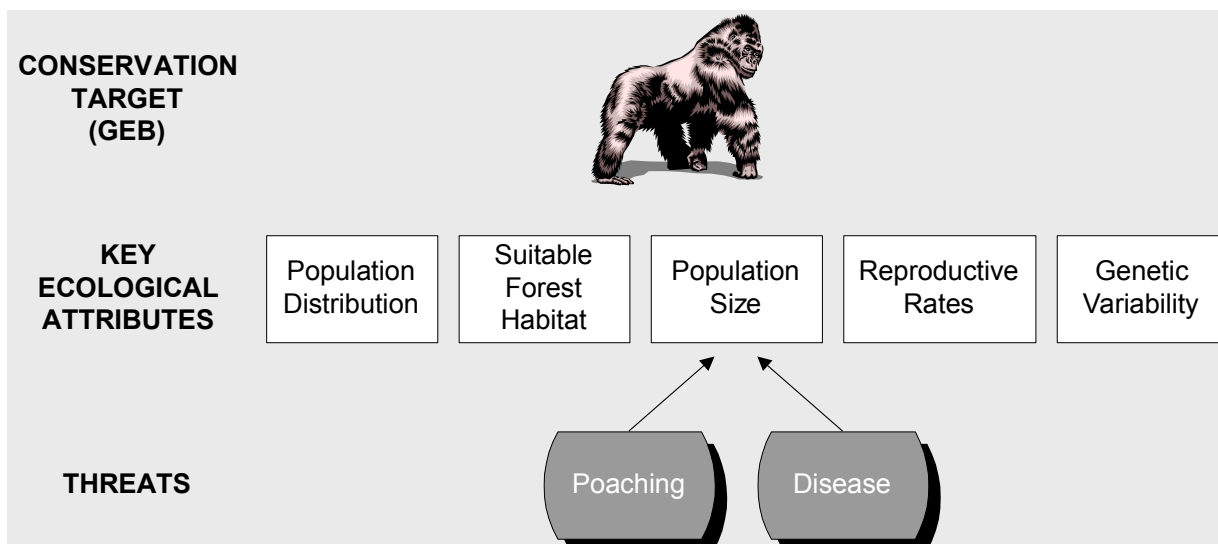 CONSERVATION
TARGET
(GEB)
KEY
ECOLOGICAL
ATTRIBUTES
Population
Distribution
Suitable
Forest
Habitat
Population
Size
Reproductive
Rates
Genetic
Variability
THREATS
Poaching
Disease